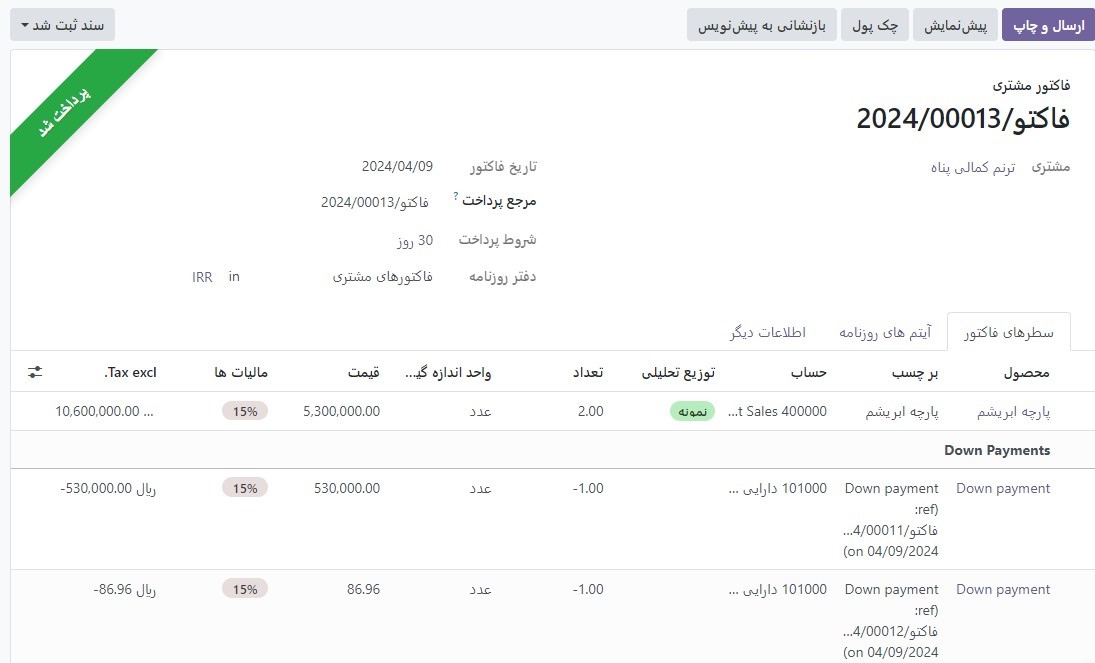 ارسال و چاپ پیش‌نمایش چک پول بازنشانی به پیش‌نویس سند ثبت شد
پرداخت شد
فاکتور مشتری
فاکتو/2024/00013
مشتری ترنم کمالی پناه
تاریخ فاکتور 2024/04/09
مرجع پرداخت ? فاکتو/2024/00013
شروط پرداخت 30 روز
دفتر روزنامه فاکتورهای مشتری in IRR
سطرهای فاکتور آیتم های روزنامه اطلاعات دیگر
محصول بر چسب حساب توزیع تحلیلی تعداد واحد اندازه گی... قیمت مالیات ها Tax excl.
پارچه ابریشم پارچه ابریشم 400000 t Sales... نمونه 2.00 عدد 5,300,000.00 15% 10,600,000.00 ...
Down Payments
Down payment Down payment 101000 دارایی ... -1.00 عدد 530,000.00 15% -530,000.00 ریال
(ref:
فاکتو/4/00011...
on 04/09/2024)
Down payment Down payment 101000 دارایی ... -1.00 عدد 86.96 15% -86.96 ریال
(ref:
فاکتو/4/00012...
on 04/09/2024)